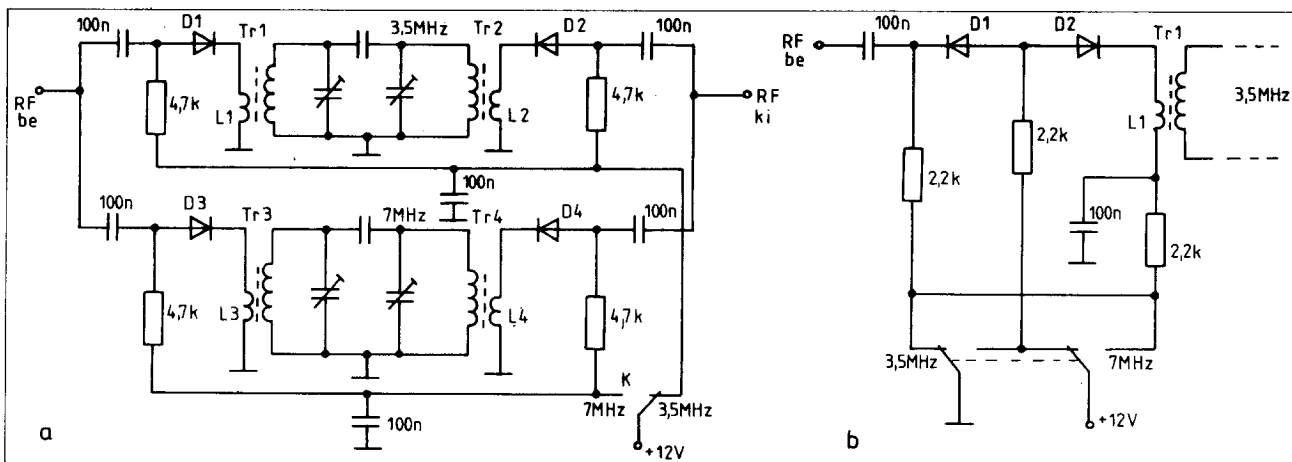 100n D1 Tr1 3,5MHz Tr2 D2 100n
RF
be
4,7k
L1
L2
4,7k
RF
ki
100n
100n D3 Tr3 7MHz Tr4 D4 100n
4,7k
L3
L4
4,7k
K
7MHz 3,5MHz
100n
+12V
a
100n D1 D2 Tr1
RF
be
3,5MHz
L1
2,2k
2,2k
100n
2,2k
3,5MHz 7MHz
+12V
b